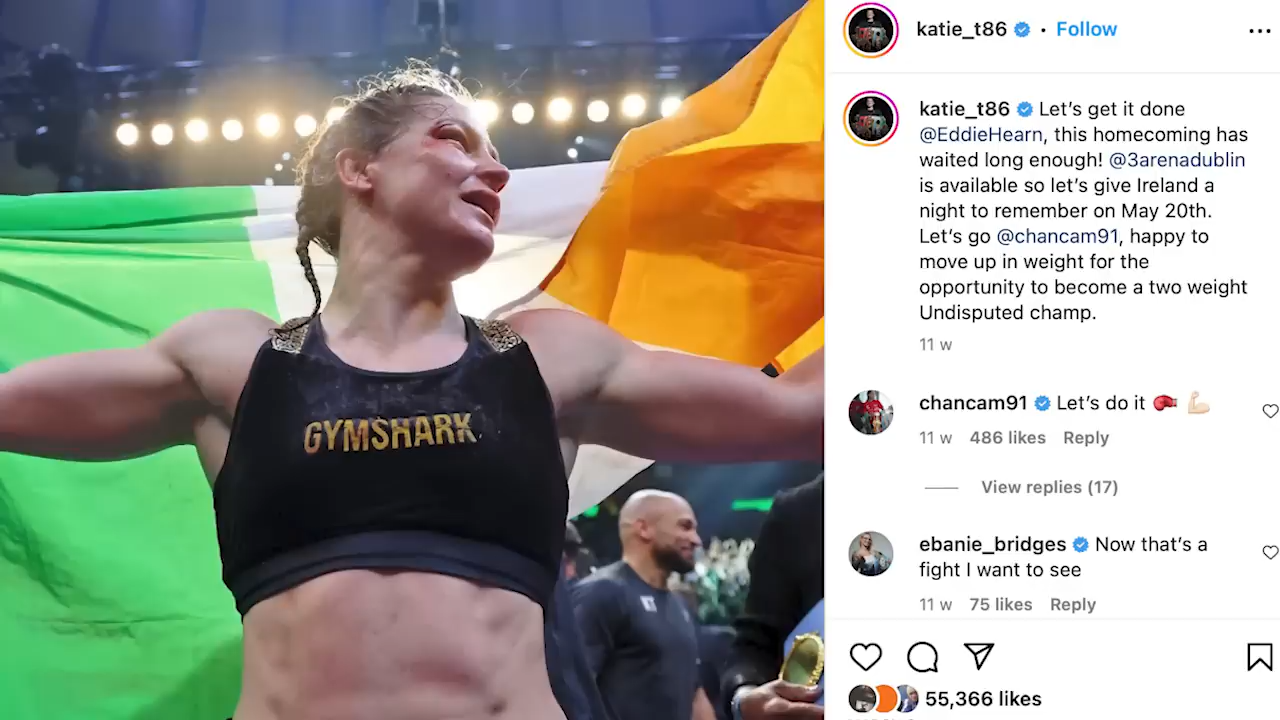 GYMSHARK
katie_t86 • Follow
katie_t86 Let's get it done
@EddieHearn, this homecoming has
waited long enough! @3arenadublin
is available so let's give Ireland a
night to remember on May 20th.
Let's go @chancam91, happy to
move up in weight for the
opportunity to become a two weight
Undisputed champ.
11 w
chancam91 Let's do it 🥊 💪🏻
11 w 486 likes Reply
View replies (17)
ebanie_bridges Now that's a
fight I want to see
11 w 75 likes Reply
55,366 likes